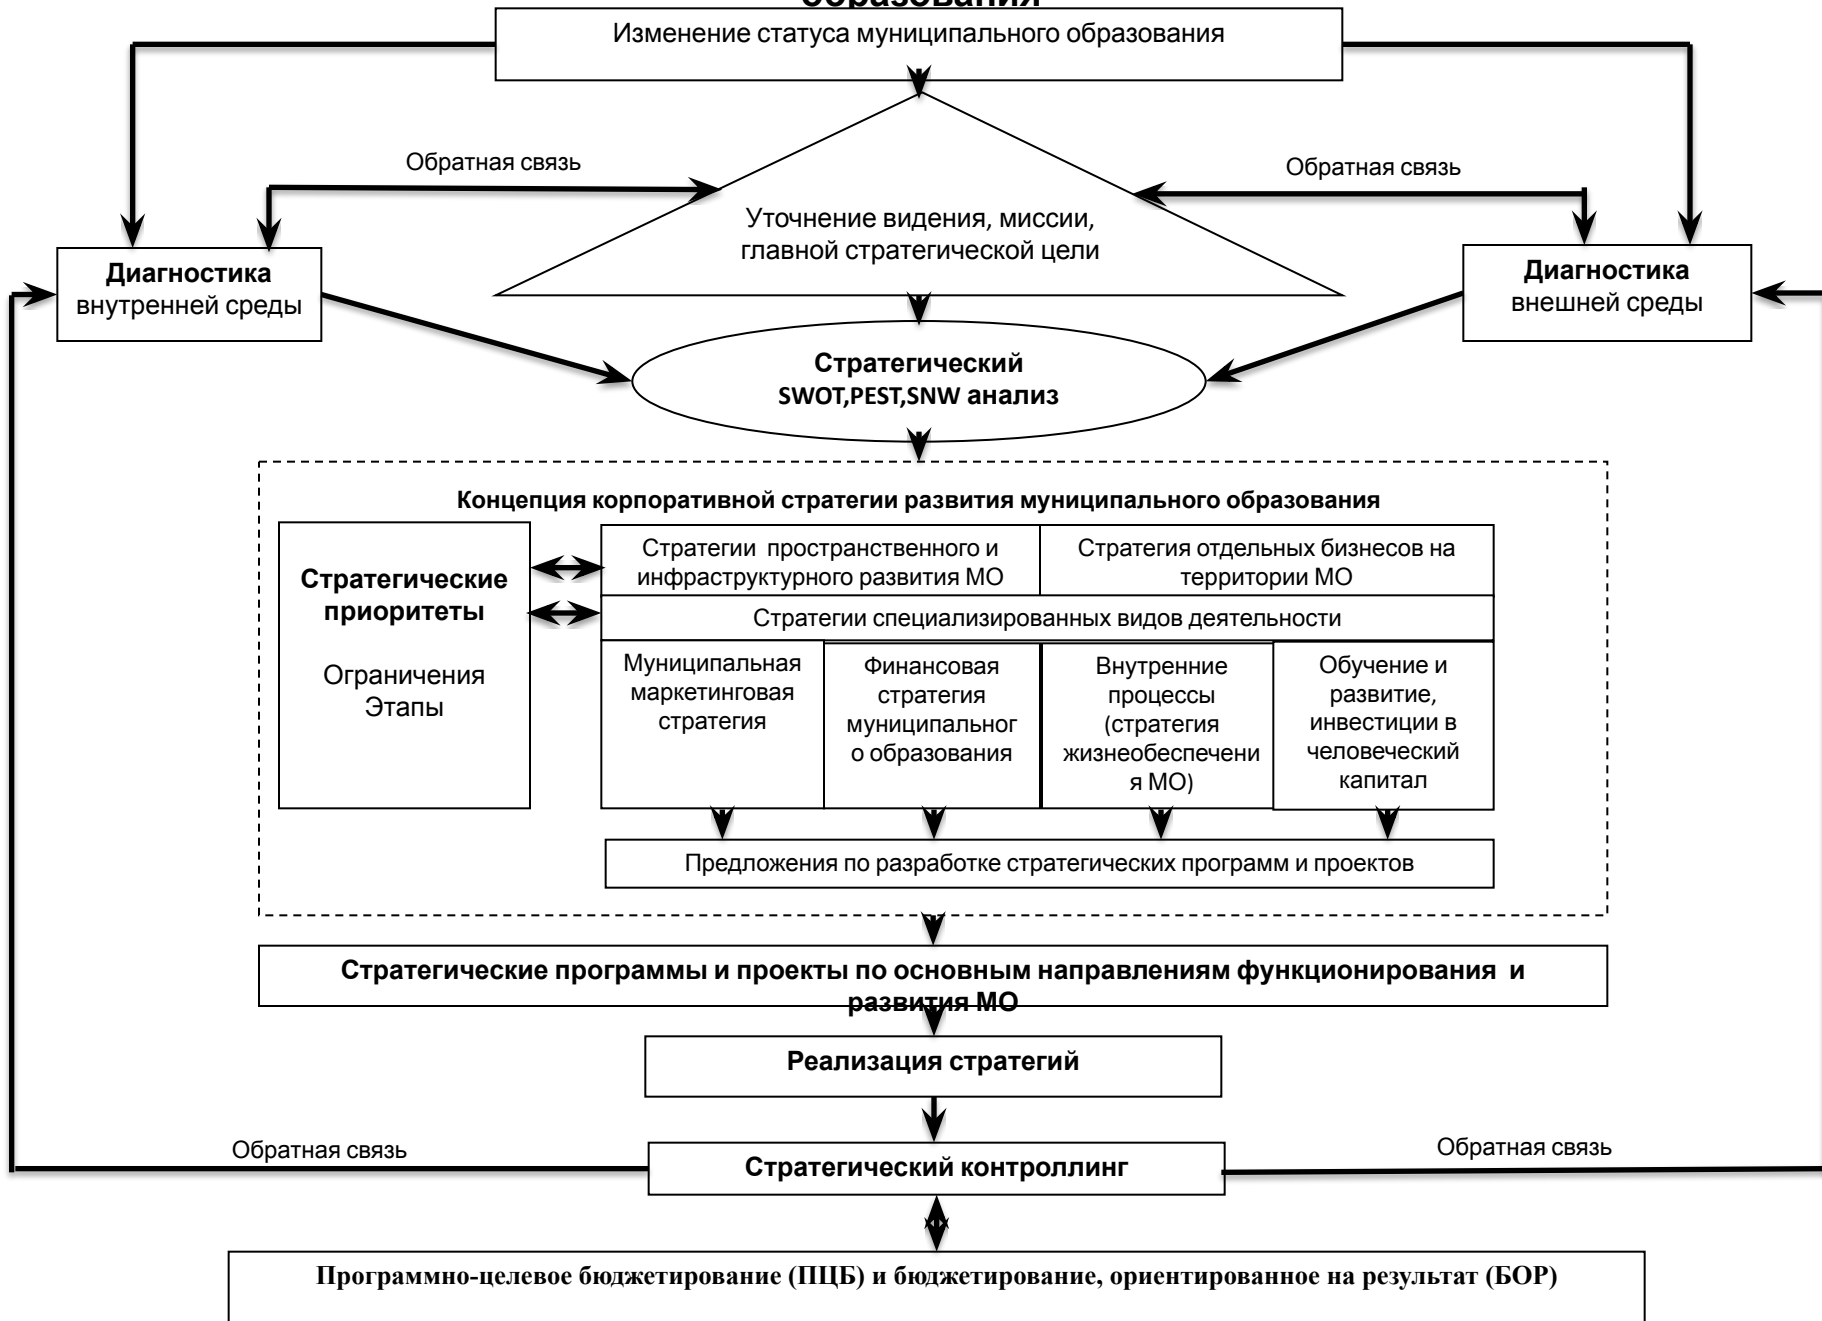 образования
Изменение статуса муниципального образования
Обратная связь
Обратная связь
Уточнение видения, миссии,
главной стратегической цели
Диагностика
внутренней среды
Диагностика
внешней среды
Стратегический
SWOT,PEST,SNW анализ
Концепция корпоративной стратегии развития муниципального образования
Стратегические
приоритеты
Ограничения
Этапы
Стратегии пространственного и
инфраструктурного развития МО
Стратегия отдельных бизнесов на
территории МО
Стратегии специализированных видов деятельности
Муниципальная
маркетинговая
стратегия
Финансовая
стратегия
муниципальног
о образования
Внутренние
процессы
(стратегия
жизнеобеспечени
я МО)
Обучение и
развитие,
инвестиции в
человеческий
капитал
Предложения по разработке стратегических программ и проектов
Стратегические программы и проекты по основным направлениям функционирования и
развития МО
Реализация стратегий
Обратная связь
Стратегический контроллинг
Обратная связь
Программно-целевое бюджетирование (ПЦБ) и бюджетирование, ориентированное на результат (БОР)